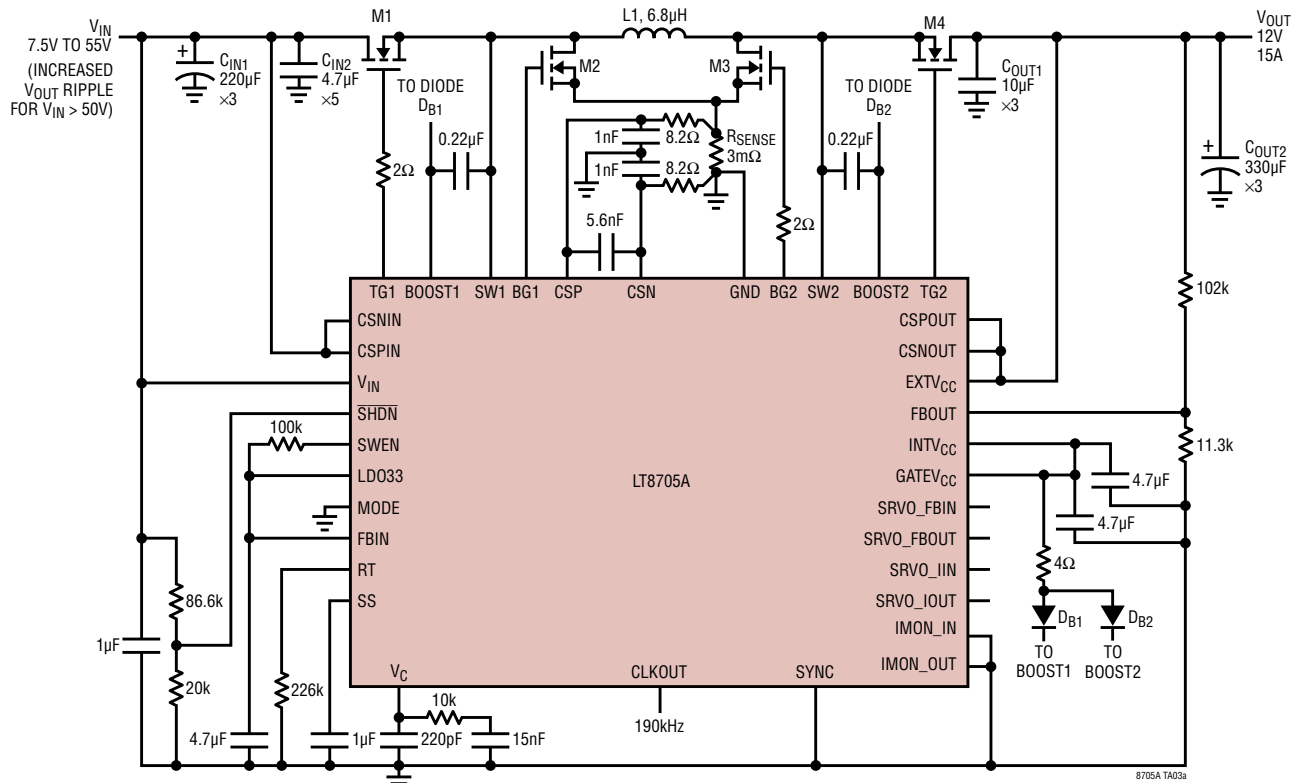 V_IN
7.5V TO 55V
(INCREASED
V_OUT RIPPLE
FOR V_IN > 50V)
+
C_IN1
220µF
×3
C_IN2
4.7µF
×5
M1
L1, 6.8µH
M4
M2
M3
V_OUT
12V
15A
C_OUT1
10µF
×3
+
C_OUT2
330µF
×3
TO DIODE
D_B1
TO DIODE
D_B2
0.22µF
0.22µF
1nF
8.2Ω
1nF
8.2Ω
R_SENSE
3mΩ
2Ω
2Ω
5.6nF
TG1
BOOST1
SW1
BG1
CSP
CSN
GND
BG2
SW2
BOOST2
TG2
CSNIN
CSPIN
V_IN
SHDN
SWEN
LDO33
MODE
FBIN
RT
SS
LT8705A
CSPOUT
CSNOUT
EXTV_CC
FBOUT
INTV_CC
GATEV_CC
SRVO_FBIN
SRVO_FBOUT
SRVO_IIN
SRVO_IOUT
IMON_IN
IMON_OUT
V_C
CLKOUT
SYNC
102k
11.3k
4.7µF
4.7µF
4Ω
D_B1
D_B2
TO
BOOST1
TO
BOOST2
100k
86.6k
1µF
20k
4.7µF
226k
1µF
220pF
10k
15nF
190kHz
8705A TA03a